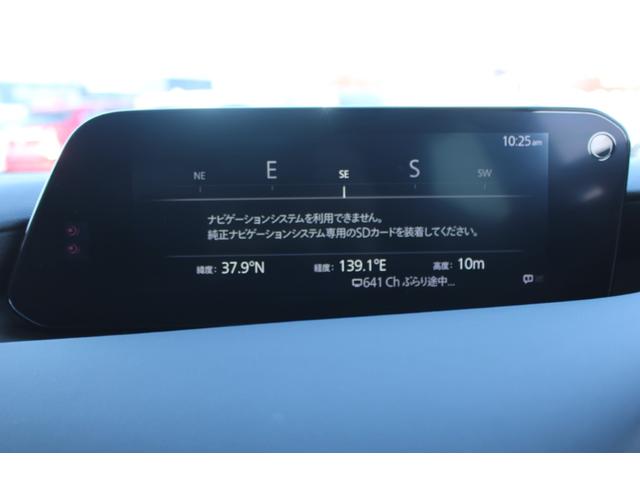 10:25am
NE E SE S SW
ナビゲーションシステムを利用できません。
純正ナビゲーションシステム専用のSDカードを装着してください。
緯度: 37.9°N 経度: 139.1°E 高度: 10m
641 Ch ぶらり途中...